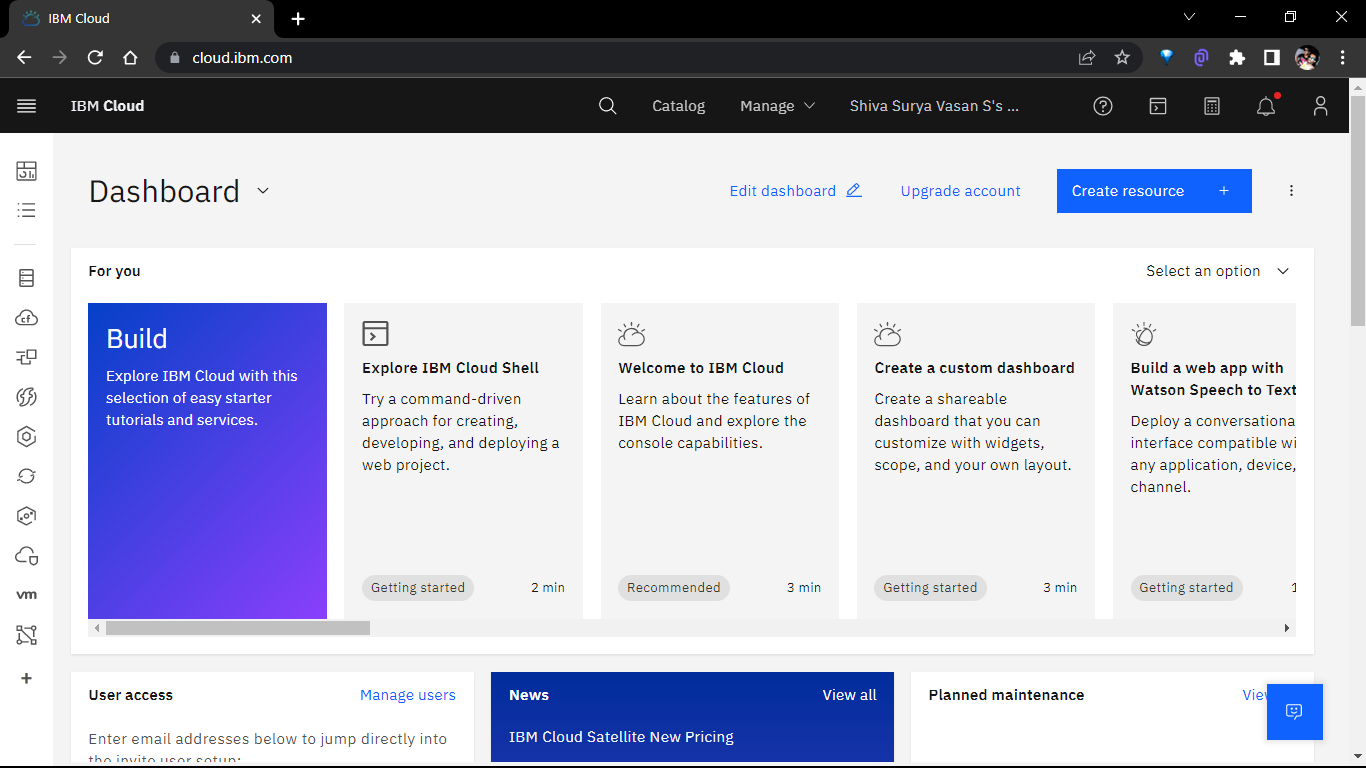 IBM Cloud
cloud.ibm.com
IBM Cloud
Catalog
Manage
Shiva Surya Vasan S's ...
Dashboard
Edit dashboard
Upgrade account
Create resource +
For you
Select an option
Build
Explore IBM Cloud with this
selection of easy starter
tutorials and services.
Explore IBM Cloud Shell
Try a command-driven
approach for creating,
developing, and deploying a
web project.
Getting started
2 min
Welcome to IBM Cloud
Learn about the features of
IBM Cloud and explore the
console capabilities.
Recommended
3 min
Create a custom dashboard
Create a shareable
dashboard that you can
customize with widgets,
scope, and your own layout.
Getting started
3 min
Build a web app with
Watson Speech to Text
Deploy a conversationa
interface compatible wi
any application, device,
channel.
Getting started
1
cf
vm
User access
Manage users
Enter email addresses below to jump directly into
the invite user setup:
News
View all
IBM Cloud Satellite New Pricing
Planned maintenance